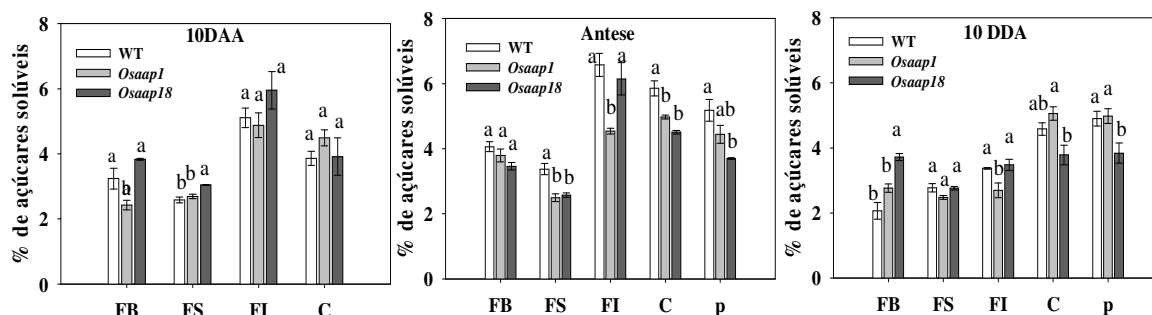 10DAA
WT
Osaap1
Osaap18
% de açúcares solúveis
8
6
4
2
0
a a a
b b a
a a a
a a a
FB FS FI C
Antese
WT
Osaap1
Osaap18
% de açúcares solúveis
8
6
4
2
0
a a a
a b b
a b a
a b b
a ab b
FB FS FI C p
10 DDA
WT
Osaap1
Osaap18
% de açúcares solúveis
8
6
4
2
0
b b a
a a a
a b a
ab a b
a a b
FB FS FI C p